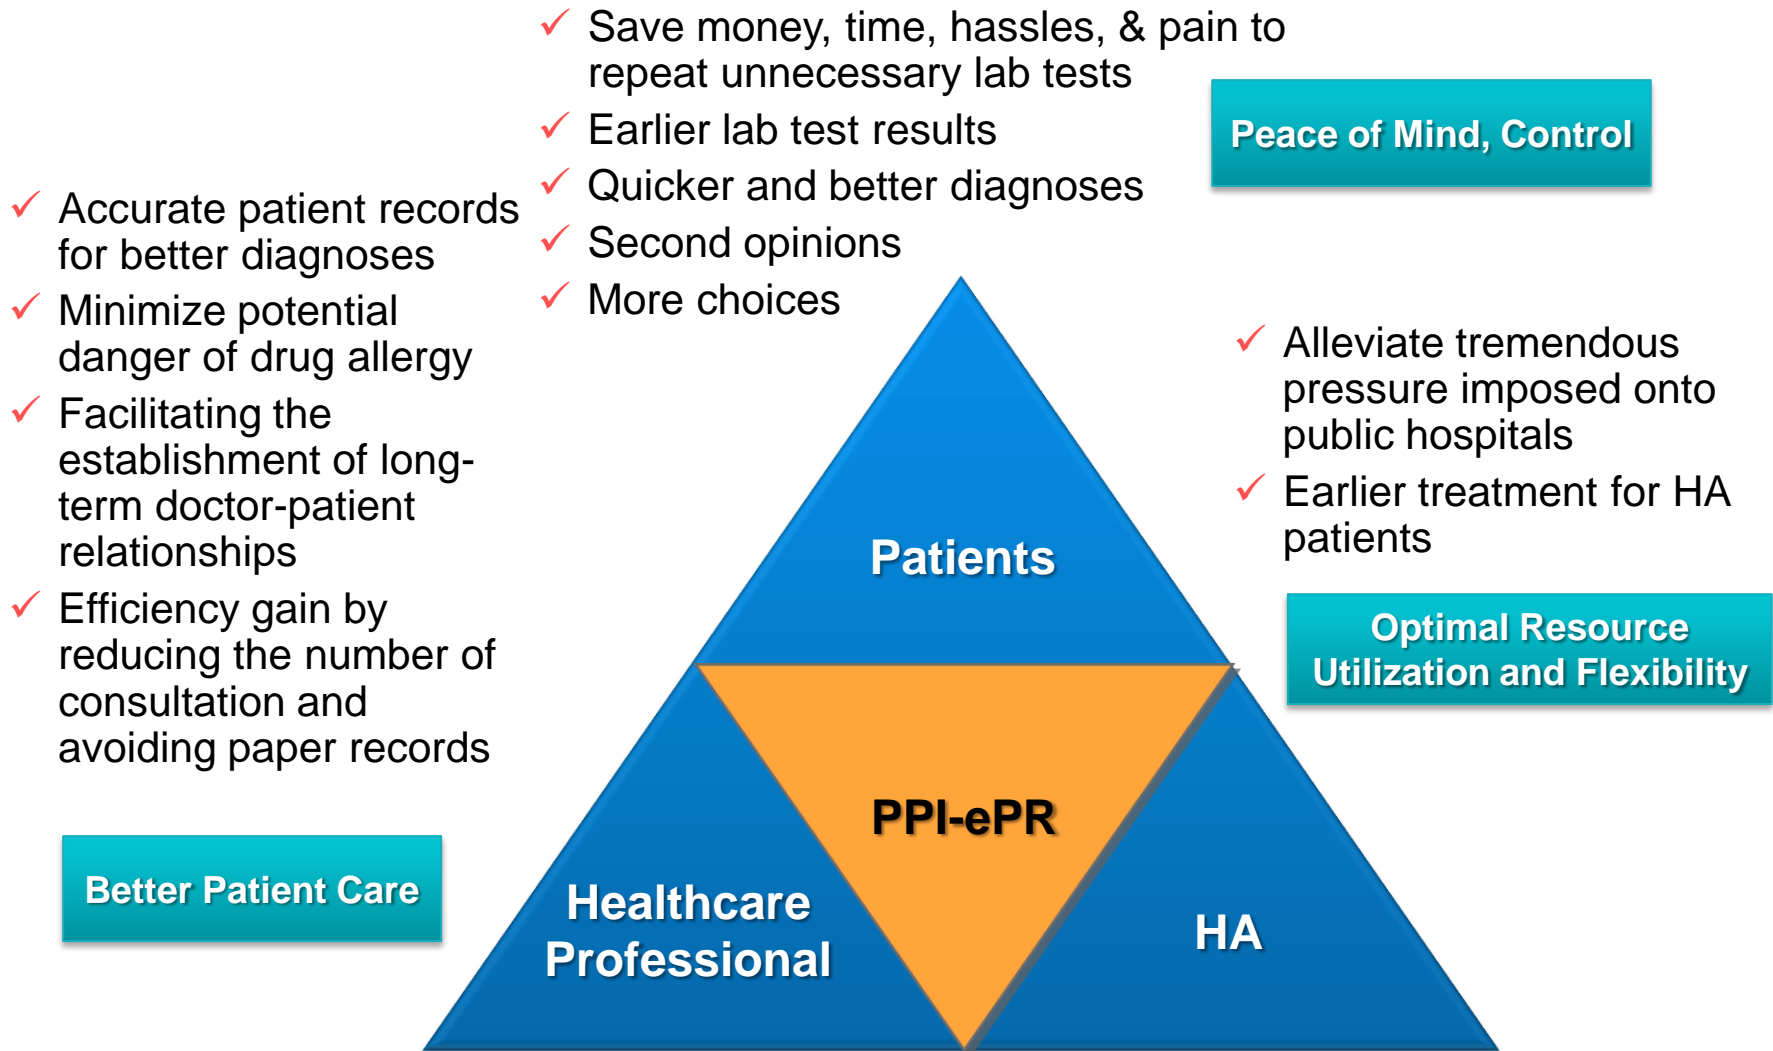 Save money, time, hassles, & pain to
repeat unnecessary lab tests
Earlier lab test results
Quicker and better diagnoses
Second opinions
More choices
Peace of Mind, Control
Accurate patient records
for better diagnoses
Minimize potential
danger of drug allergy
Facilitating the
establishment of long-
term doctor-patient
relationships
Efficiency gain by
reducing the number of
consultation and
avoiding paper records
Better Patient Care
Alleviate tremendous
pressure imposed onto
public hospitals
Earlier treatment for HA
patients
Optimal Resource
Utilization and Flexibility
Patients
PPI-ePR
Healthcare
Professional
HA